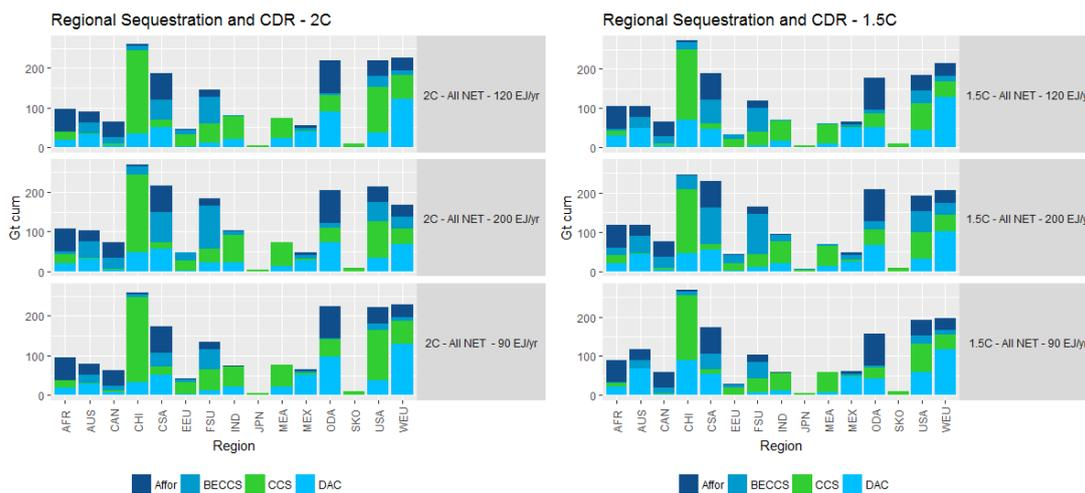 Regional Sequestration and CDR - 2C
200
100
0
2C - All NET - 120 EJ/yr
200
100
0
2C - All NET - 200 EJ/yr
200
100
0
2C - All NET  - 90 EJ/yr
Gt cum
AFR AUS CAN CHI CSA EEU FSU IND JPN MEA MEX ODA SKO USA WEU
Region
Affor BECCS CCS DAC
Regional Sequestration and CDR - 1.5C
200
100
0
1.5C - All NET - 120 EJ/y
200
100
0
1.5C - All NET - 200 EJ/y
200
100
0
1.5C - All NET  - 90 EJ/y
Gt cum
AFR AUS CAN CHI CSA EEU FSU IND JPN MEA MEX ODA SKO USA WEU
Region
Affor BECCS CCS DAC